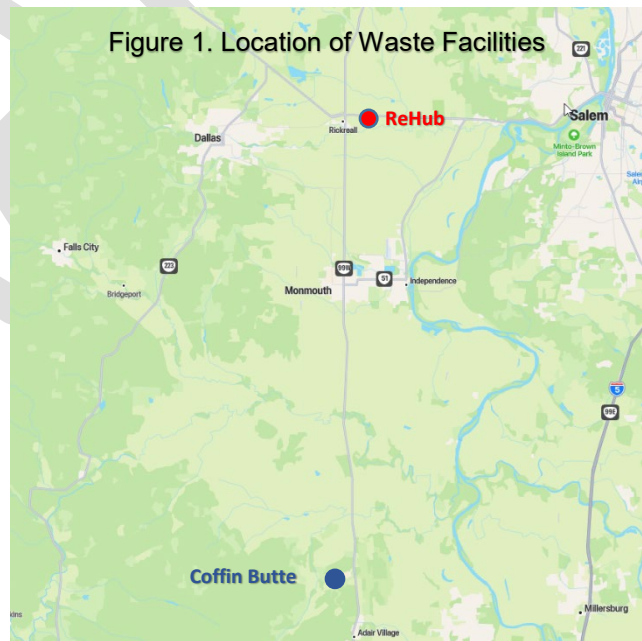 Figure 1. Location of Waste Facilities
221
ReHub
Rickreall
Salem
Dallas
Minto-Brown
Island Park
Salem
Falls City
223
99W
51
Independence
Monmouth
Bridgeport
5
99E
Coffin Butte
Millersburg
Adair Village